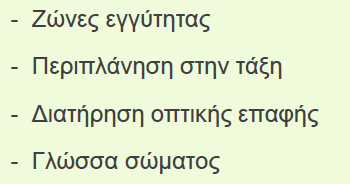 - Ζώνες εγγύτητας
- Περιπλάνηση στην τάξη
- Διατήρηση οπτικής επαφής
- Γλώσσα σώματος